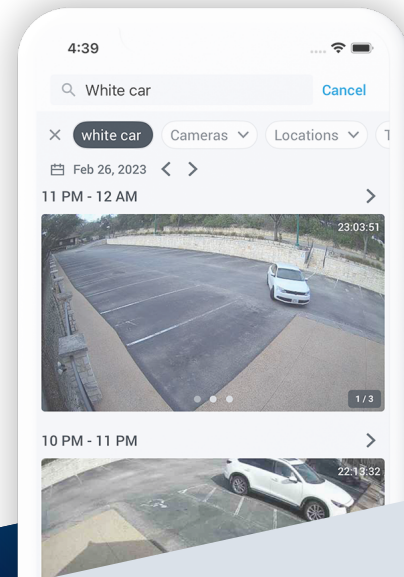 4:39
White car
Cancel
white car
Cameras
Locations
Feb 26, 2023
11 PM - 12 AM
23:03:51
1 / 3
10 PM - 11 PM
22:13:32